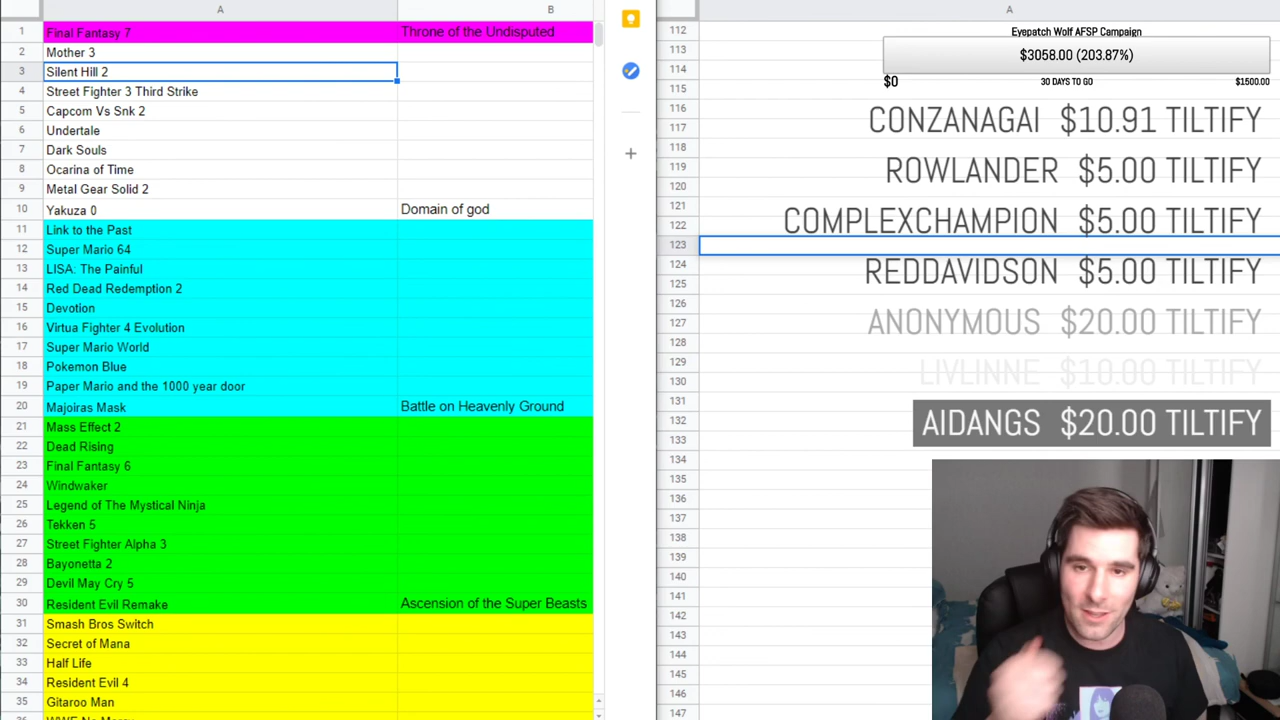 A B
1 Final Fantasy 7 Throne of the Undisputed
2 Mother 3
3 Silent Hill 2
4 Street Fighter 3 Third Strike
5 Capcom Vs Snk 2
6 Undertale
7 Dark Souls
8 Ocarina of Time
9 Metal Gear Solid 2
10 Yakuza 0 Domain of god
11 Link to the Past
12 Super Mario 64
13 LISA: The Painful
14 Red Dead Redemption 2
15 Devotion
16 Virtua Fighter 4 Evolution
17 Super Mario World
18 Pokemon Blue
19 Paper Mario and the 1000 year door
20 Majoiras Mask Battle on Heavenly Ground
21 Mass Effect 2
22 Dead Rising
23 Final Fantasy 6
24 Windwaker
25 Legend of The Mystical Ninja
26 Tekken 5
27 Street Fighter Alpha 3
28 Bayonetta 2
29 Devil May Cry 5
30 Resident Evil Remake Ascension of the Super Beasts
31 Smash Bros Switch
32 Secret of Mana
33 Half Life
34 Resident Evil 4
35 Gitaroo Man
A
112
113
114
115
116
117
118
119
120
121
122
123
124
125
126
127
128
129
130
131
132
133
134
135
136
137
138
139
140
141
142
143
144
145
146
147
Eyepatch Wolf AFSP Campaign
$3058.00 (203.87%)
$0 30 DAYS TO GO $1500.00
CONZANAGAI $10.91 TILTIFY
ROWLANDER $5.00 TILTIFY
COMPLEXCHAMPION $5.00 TILTIFY
REDDAVIDSON $5.00 TILTIFY
ANONYMOUS $20.00 TILTIFY
LIVLINNE $10.00 TILTIFY
AIDANGS $20.00 TILTIFY